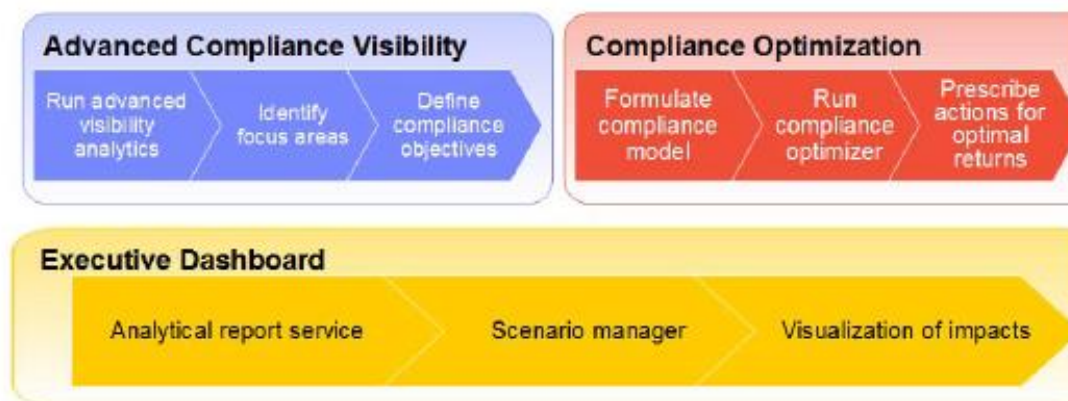 Advanced Compliance Visibility
Run advanced
visibility
analytics
Identify
focus areas
Define
compliance
objectives
Compliance Optimization
Formulate
compliance
model
Run
compliance
optimizer
Prescribe
actions for
optimal
returns
Executive Dashboard
Analytical report service
Scenario manager
Visualization of impacts